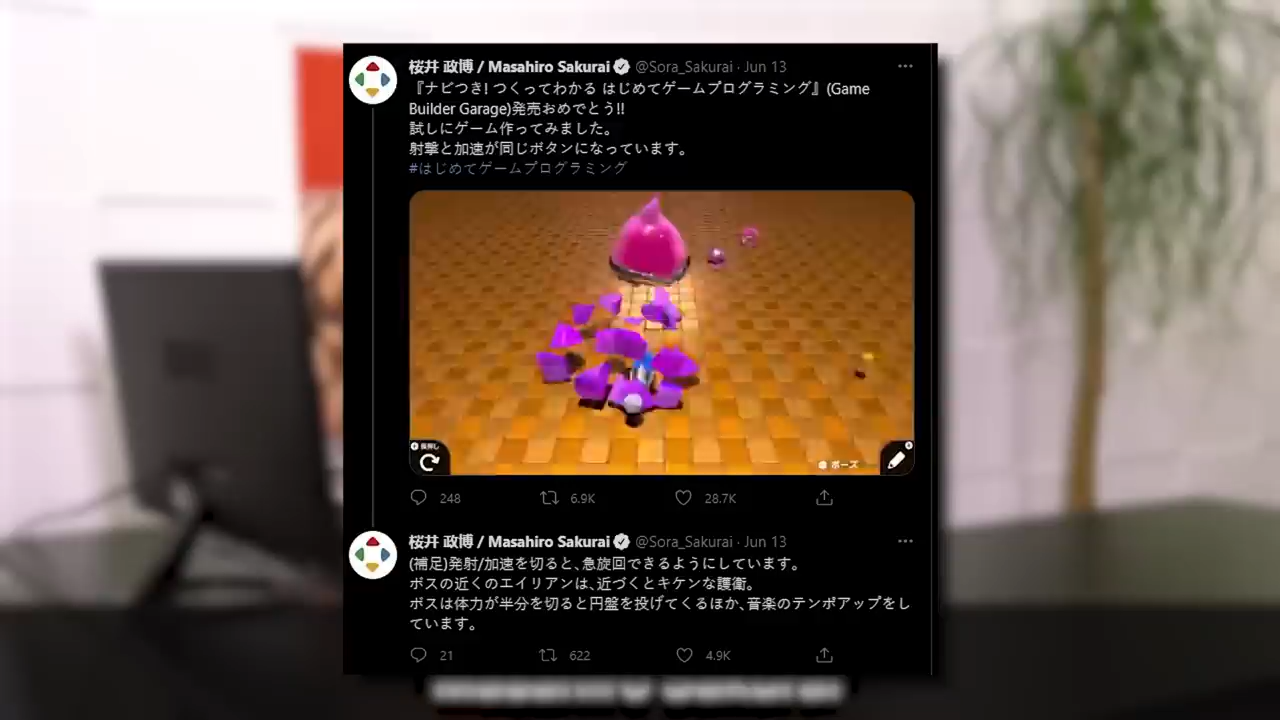 桜井 政博 / Masahiro Sakurai @Sora_Sakurai · Jun 13
『ナビつき! つくってわかる はじめてゲームプログラミング』(Game
Builder Garage)発売おめでとう!!
試しにゲーム作ってみました。
射撃と加速が同じボタンになっています。
#はじめてゲームプログラミング
長押し
ポーズ
248 6.9K 28.7K
桜井 政博 / Masahiro Sakurai @Sora_Sakurai · Jun 13
(補足)発射/加速を切ると、急旋回できるようにしています。
ボスの近くのエイリアンは、近づくとキケンな護衛。
ボスは体力が半分を切ると円盤を投げてくるほか、音楽のテンポアップをし
ています。
21 622 4.9K